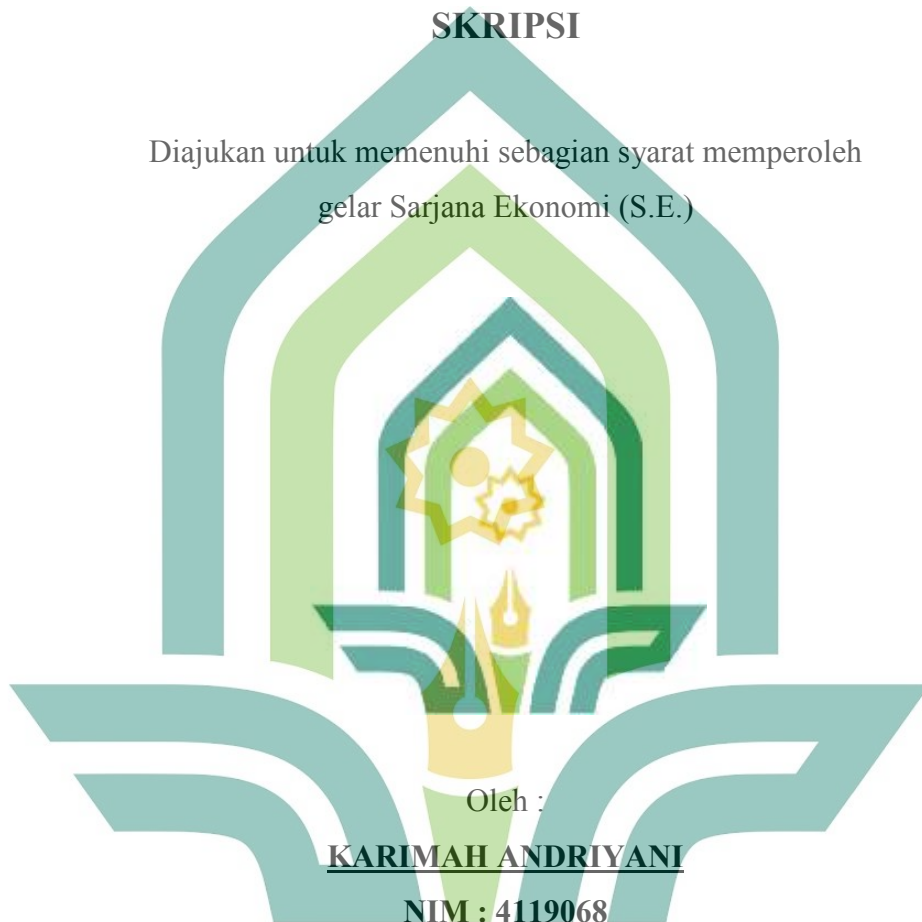 SKRIPSI
Diajukan untuk memenuhi sebagian syarat memperoleh
gelar Sarjana Ekonomi (S.E.)
Oleh :
KARIMAH ANDRIYANI
NIM : 4119068